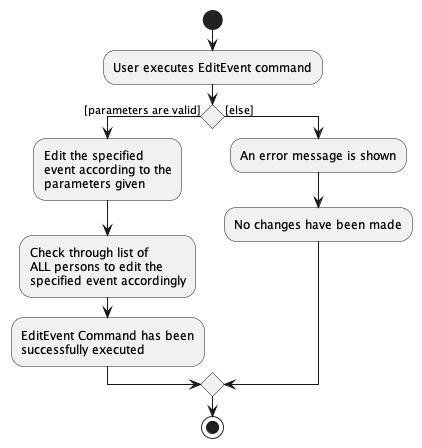 User executes EditEvent command
[parameters are valid]
[else]
Edit the specified
event according to the
parameters given
An error message is shown
No changes have been made
Check through list of
ALL persons to edit the
specified event accordingly
EditEvent Command has been
successfully executed